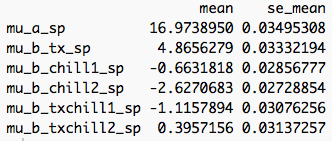 mean se_mean
mu_a_sp 16.9738950 0.03495308
mu_b_tx_sp 4.8656279 0.03332194
mu_b_chill1_sp -0.6631818 0.02856777
mu_b_chill2_sp -2.6270683 0.02728854
mu_b_txchill1_sp -1.1157894 0.03076256
mu_b_txchill2_sp 0.3957156 0.03137257